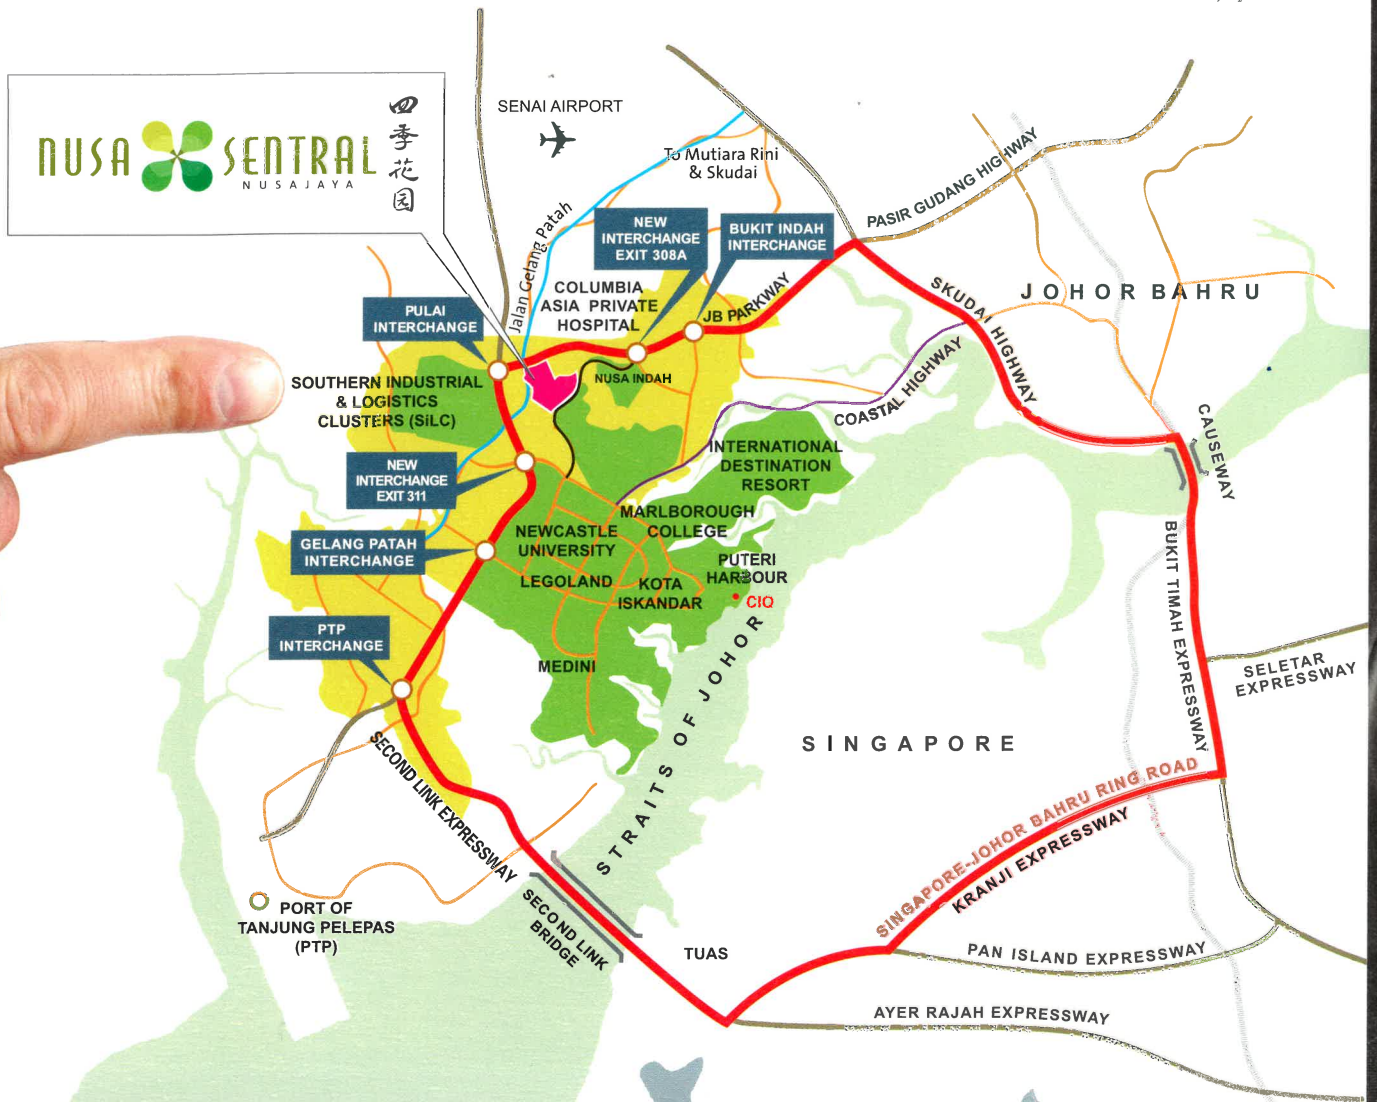 NUSA SENTRAL
NUSAJAYA
四季花园
SENAI AIRPORT
To Mutiara Rini
& Skudai
PASIR GUDANG HIGHWAY
Jalan Gelang Patah
NEW
INTERCHANGE
EXIT 308A
BUKIT INDAH
INTERCHANGE
COLUMBIA
ASIA PRIVATE
HOSPITAL
JB PARKWAY
SKUDAI HIGHWAY
JOHOR BAHRU
PULAI
INTERCHANGE
NUSA INDAH
SOUTHERN INDUSTRIAL
& LOGISTICS
CLUSTERS (SiLC)
COASTAL HIGHWAY
CAUSEWAY
NEW
INTERCHANGE
EXIT 311
INTERNATIONAL
DESTINATION
RESORT
MARLBOROUGH
COLLEGE
NEWCASTLE
UNIVERSITY
GELANG PATAH
INTERCHANGE
LEGOLAND
KOTA
ISKANDAR
PUTERI
HARBOUR
CIQ
PTP
INTERCHANGE
MEDINI
STRAITS OF JOHOR
BUKIT TIMAH EXPRESSWAY
SELETAR
EXPRESSWAY
SINGAPORE
SECOND LINK EXPRESSWAY
SINGAPORE-JOHOR BAHRU RING ROAD
KRANJI EXPRESSWAY
PORT OF
TANJUNG PELEPAS
(PTP)
SECOND LINK
BRIDGE
TUAS
PAN ISLAND EXPRESSWAY
AYER RAJAH EXPRESSWAY